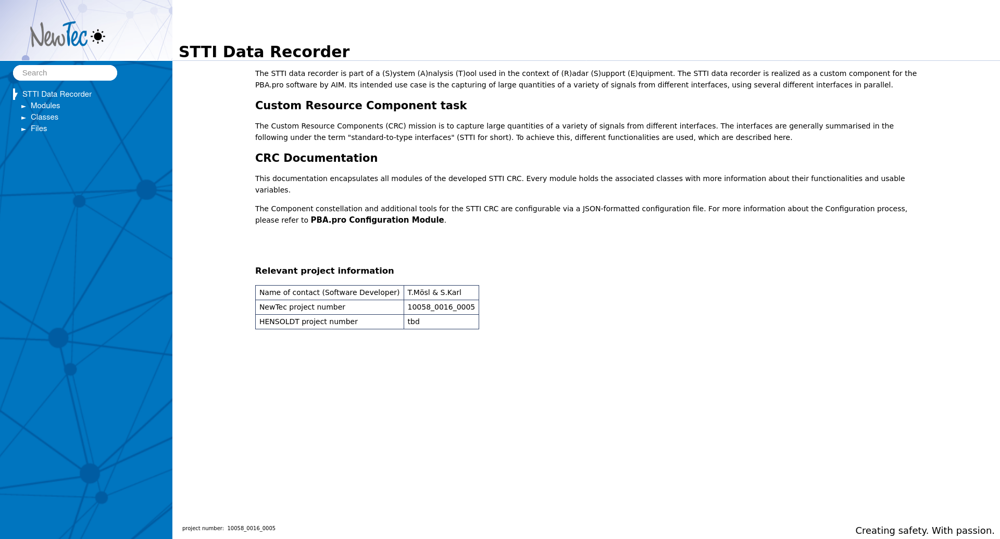 NewTec
Search
STTI Data Recorder
► Modules
► Classes
► Files
STTI Data Recorder
The STTI data recorder is part of a (S)ystem (A)nalysis (T)ool used in the context of (R)adar (S)upport (E)quipment. The STTI data recorder is realized as a custom component for the
PBA.pro software by AIM. Its intended use case is the capturing of large quantities of a variety of signals from different interfaces, using several different interfaces in parallel.
Custom Resource Component task
The Custom Resource Components (CRC) mission is to capture large quantities of a variety of signals from different interfaces. The interfaces are generally summarised in the
following under the term "standard-to-type interfaces" (STTI for short). To achieve this, different functionalities are used, which are described here.
CRC Documentation
This documentation encapsulates all modules of the developed STTI CRC. Every module holds the associated classes with more information about their functionalities and usable
variables.
The Component constellation and additional tools for the STTI CRC are configurable via a JSON-formatted configuration file. For more information about the Configuration process,
please refer to PBA.pro Configuration Module.
Relevant project information
Name of contact (Software Developer) T.Mösl & S.Karl
NewTec project number 10058_0016_0005
HENSOLDT project number tbd
project number: 10058_0016_0005
Creating safety. With passion.